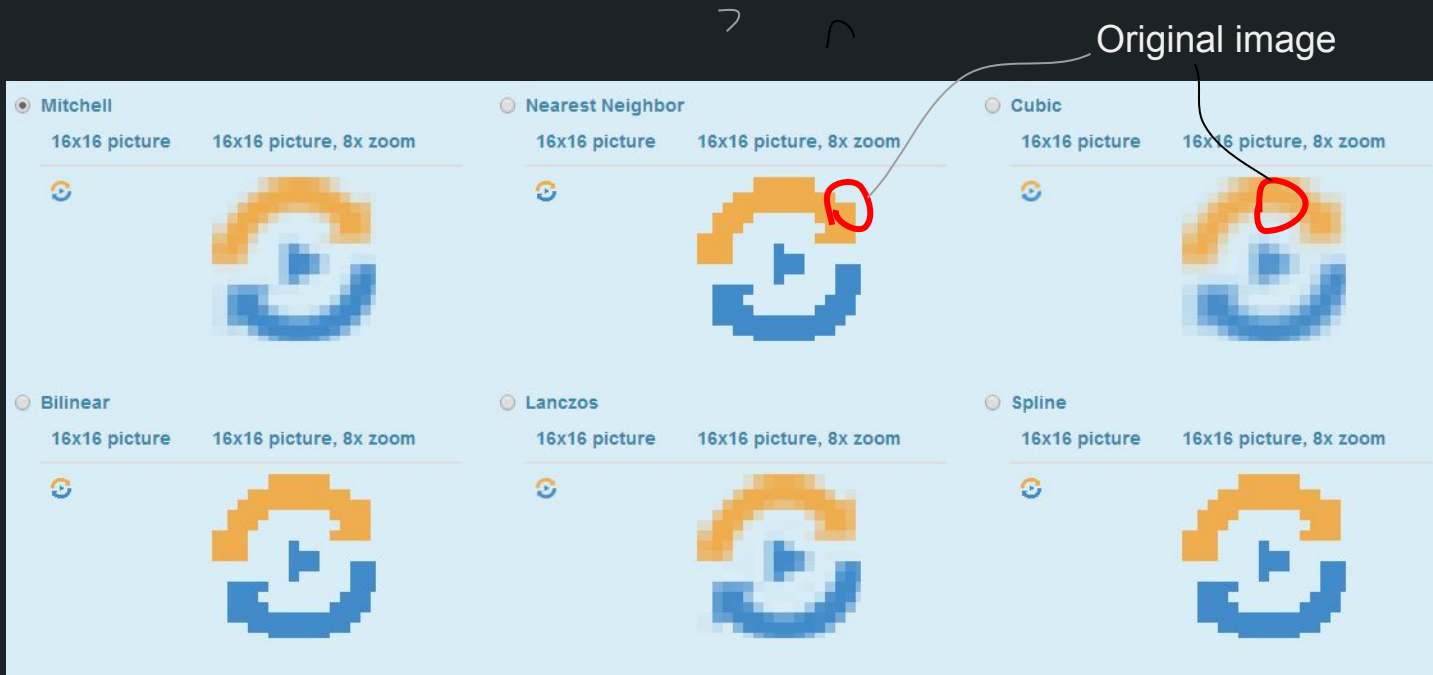 Original image
Mitchell
Nearest Neighbor
Cubic
16x16 picture 16x16 picture, 8x zoom
16x16 picture 16x16 picture, 8x zoom
16x16 picture 16x16 picture, 8x zoom
Bilinear
Lanczos
Spline
16x16 picture 16x16 picture, 8x zoom
16x16 picture 16x16 picture, 8x zoom
16x16 picture 16x16 picture, 8x zoom